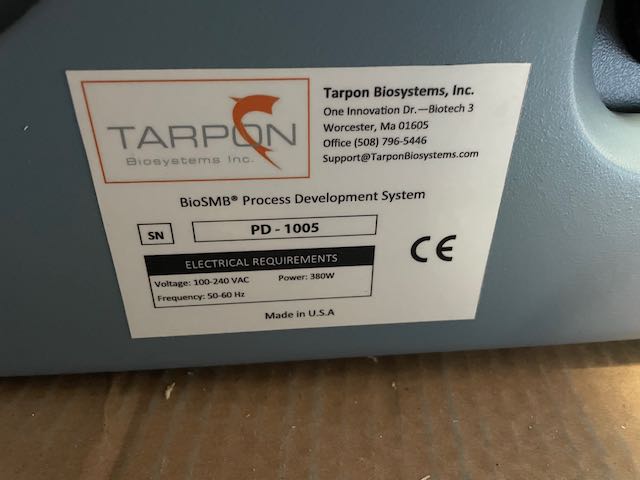 TARPON
Biosystems Inc.
Tarpon Biosystems, Inc.
One Innovation Dr.—Biotech 3
Worcester, Ma 01605
Office (508) 796-5446
Support@TarponBiosystems.com
BioSMB® Process Development System
SN PD - 1005
CE
ELECTRICAL REQUIREMENTS
Voltage: 100-240 VAC Power: 380W
Frequency: 50-60 Hz
Made in U.S.A